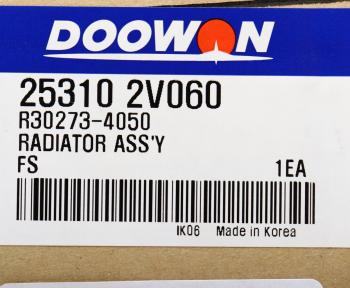 DOOWON
25310 2V060
R30273-4050
RADIATOR ASS'Y
FS 1EA
IK06 Made in Korea